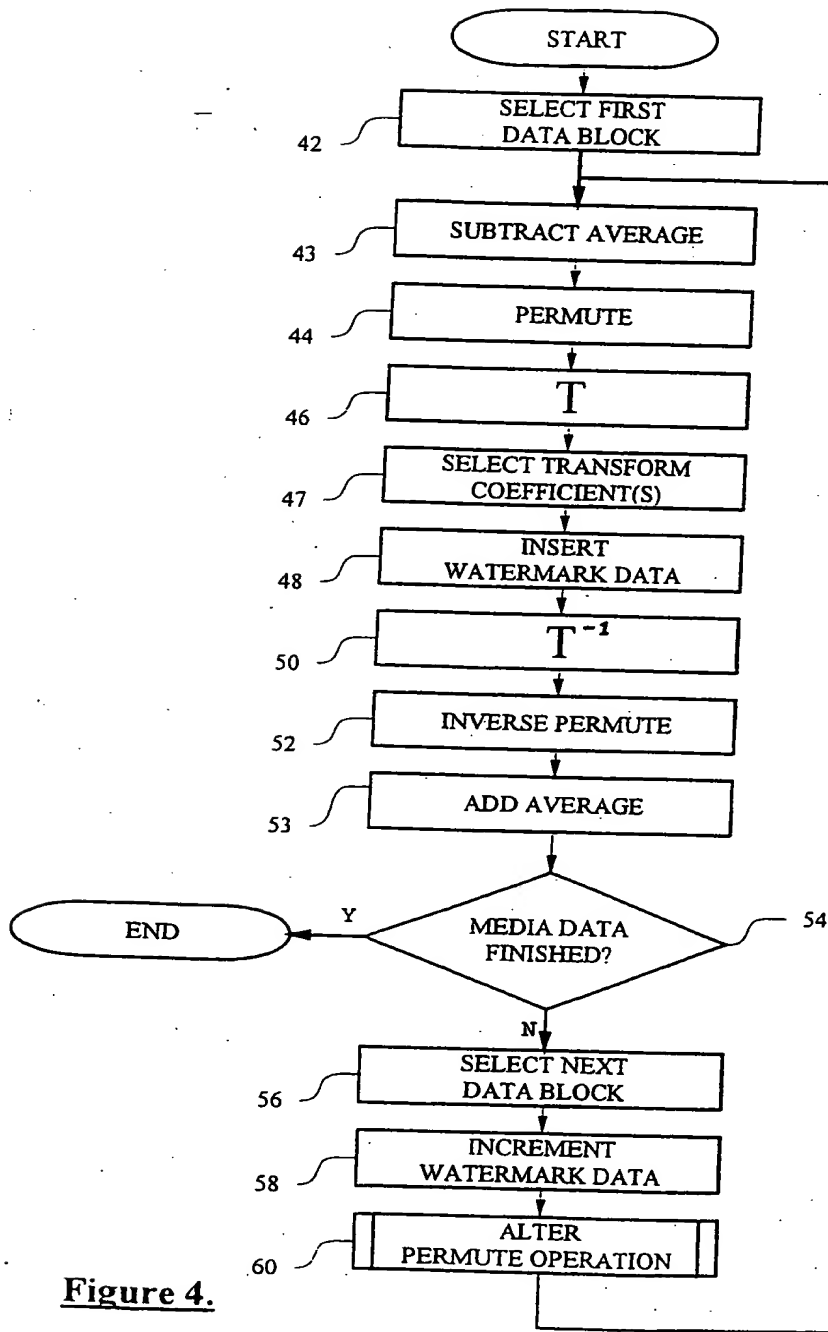 START
SELECT FIRST
DATA BLOCK
42
SUBTRACT AVERAGE
43
PERMUTE
44
T
46
SELECT TRANSFORM
COEFFICIENT(S)
47
INSERT
WATERMARK DATA
48
T⁻¹
50
INVERSE PERMUTE
52
ADD AVERAGE
53
MEDIA DATA
FINISHED?
54
Y
END
N
SELECT NEXT
DATA BLOCK
56
INCREMENT
WATERMARK DATA
58
ALTER
PERMUTE OPERATION
60
Figure 4.